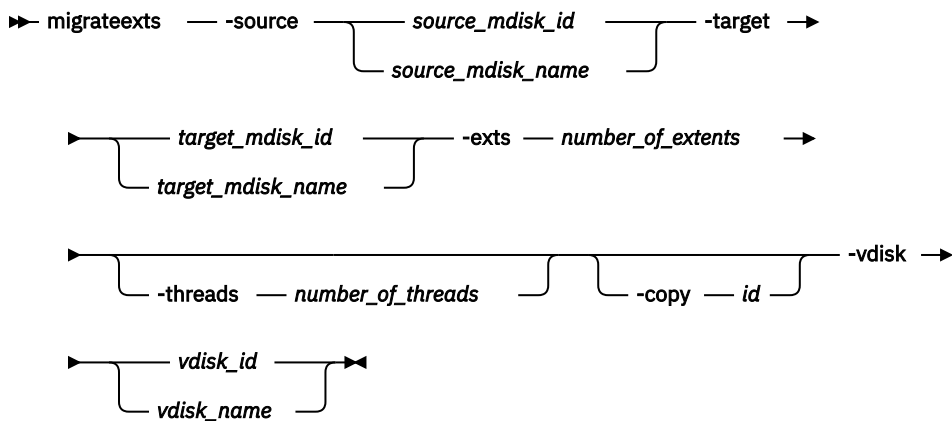 migrateexts -source source_mdisk_id -target
source_mdisk_name
target_mdisk_id -exts number_of_extents
target_mdisk_name
-vdisk
-threads number_of_threads -copy id
vdisk_id
vdisk_name